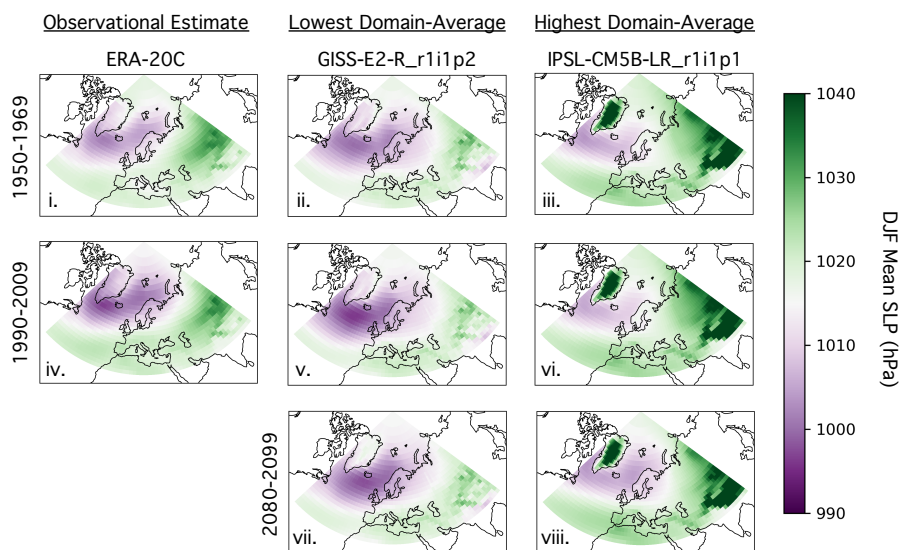 Observational Estimate
Lowest Domain-Average
Highest Domain-Average
ERA-20C
GISS-E2-R_r1i1p2
IPSL-CM5B-LR_r1i1p1
1950-1969
i.
ii.
iii.
1990-2009
iv.
v.
vi.
2080-2099
vii.
viii.
1040
1030
1020
1010
1000
990
DJF Mean SLP (hPa)